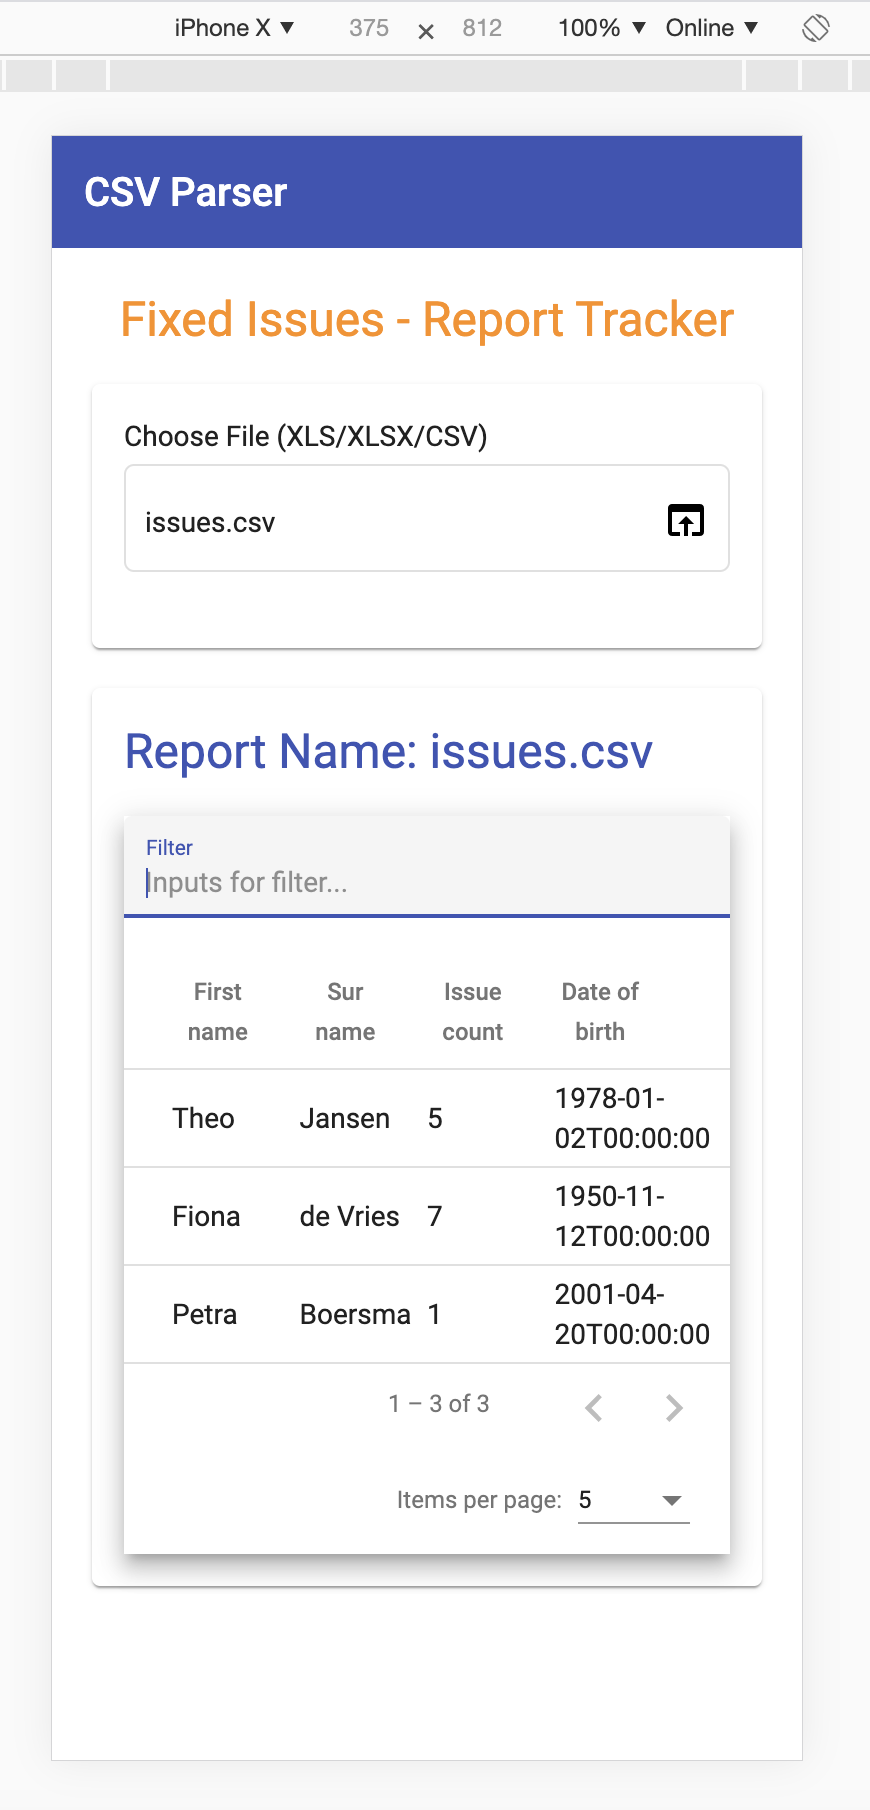 iPhone X ▼ 375 × 812 100% ▼ Online ▼
CSV Parser
Fixed Issues - Report Tracker
Choose File (XLS/XLSX/CSV)
issues.csv
Report Name: issues.csv
Filter
Inputs for filter...
First name Sur name Issue count Date of birth
Theo Jansen 5 1978-01-02T00:00:00
Fiona de Vries 7 1950-11-12T00:00:00
Petra Boersma 1 2001-04-20T00:00:00
1 – 3 of 3
Items per page: 5